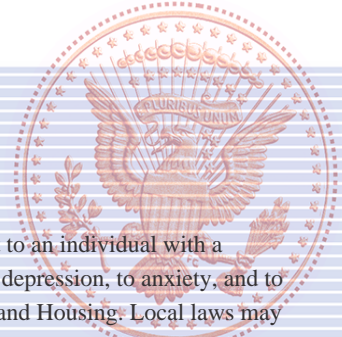 PLURIBUS UNUM
to an individual with a
depression, to anxiety, and to
and Housing. Local laws may